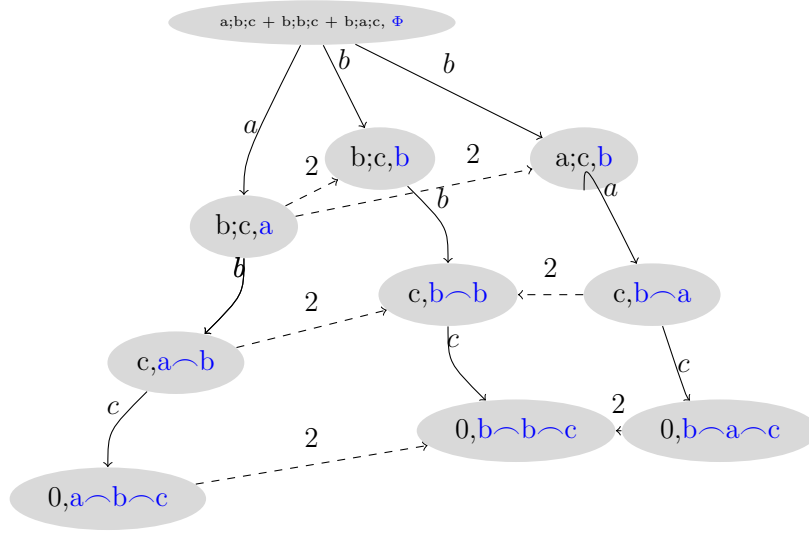 a;b;c + b;b;c + b;a;c, Φ
b
b
a
b;c,b
a;c,b
2
2
a
b
b;c,a
b
2
2
c,b⌢b
c,b⌢a
c,a⌢b
c
c
c
2
2
0,b⌢b⌢c
0,b⌢a⌢c
0,a⌢b⌢c